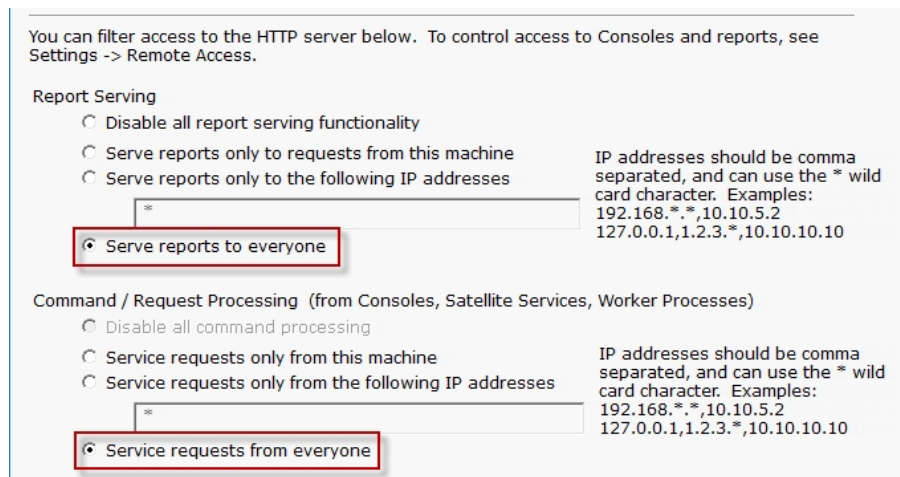 You can filter access to the HTTP server below.  To control access to Consoles and reports, see
Settings -> Remote Access.
Report Serving
Disable all report serving functionality
Serve reports only to requests from this machine
Serve reports only to the following IP addresses
*
IP addresses should be comma
separated, and can use the * wild
card character.  Examples:
192.168.*.*,10.10.5.2
127.0.0.1,1.2.3.*,10.10.10.10
Serve reports to everyone
Command / Request Processing  (from Consoles, Satellite Services, Worker Processes)
Disable all command processing
Service requests only from this machine
Service requests only from the following IP addresses
*
IP addresses should be comma
separated, and can use the * wild
card character.  Examples:
192.168.*.*,10.10.5.2
127.0.0.1,1.2.3.*,10.10.10.10
Service requests from everyone